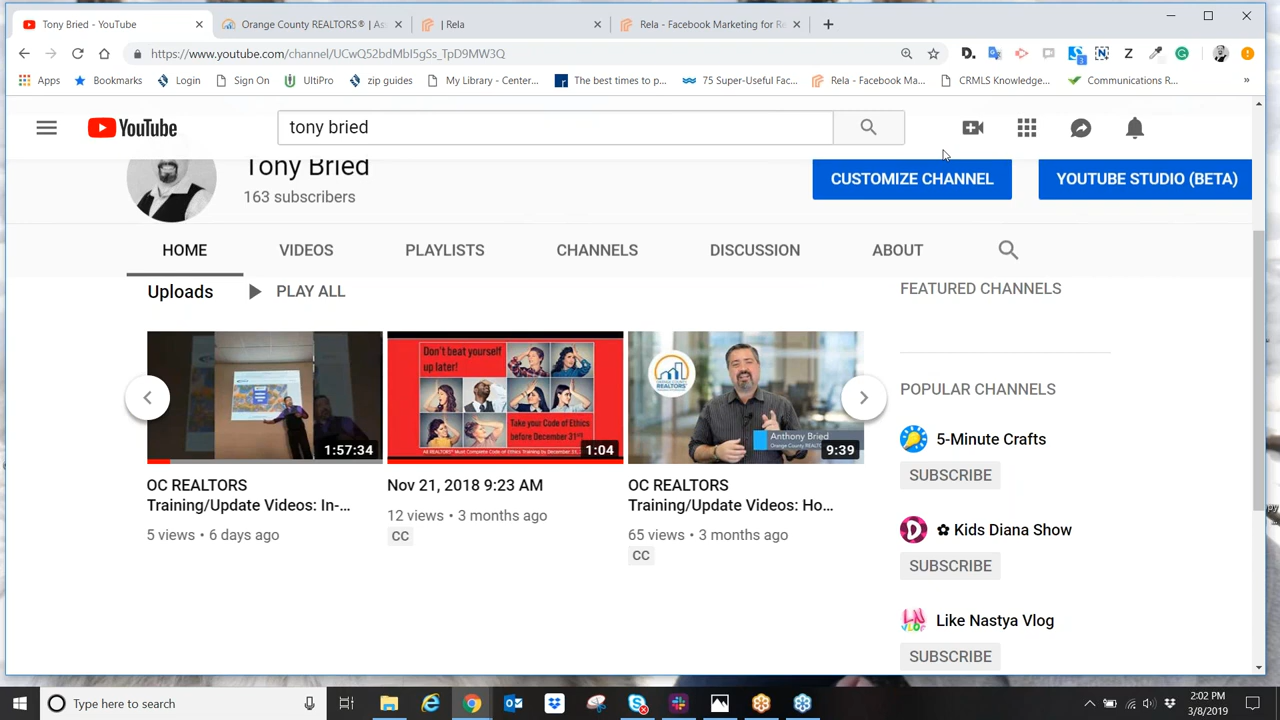 Tony Bried - YouTube
Orange County REALTORS® | As
| Rela
Rela - Facebook Marketing for Re
https://www.youtube.com/channel/UCwQ52bdMbI5gSs_TpD9MW3Q
Apps
Bookmarks
Login
Sign On
UltiPro
zip guides
My Library - Center...
The best times to p...
75 Super-Useful Fac...
Rela - Facebook Ma...
CRMLS Knowledge...
Communications R...
YouTube
tony bried
Tony Bried
163 subscribers
CUSTOMIZE CHANNEL
YOUTUBE STUDIO (BETA)
HOME
VIDEOS
PLAYLISTS
CHANNELS
DISCUSSION
ABOUT
Uploads
PLAY ALL
FEATURED CHANNELS
Don't beat yourself
up later!
Take your Code of Ethics
before December 31st
1:57:34
1:04
Anthony Bried
9:39
OC REALTORS
Training/Update Videos: In-...
5 views • 6 days ago
Nov 21, 2018 9:23 AM
12 views • 3 months ago
CC
OC REALTORS
Training/Update Videos: Ho...
65 views • 3 months ago
CC
POPULAR CHANNELS
5-Minute Crafts
SUBSCRIBE
✿ Kids Diana Show
SUBSCRIBE
Like Nastya Vlog
SUBSCRIBE
Type here to search
2:02 PM
3/8/2019